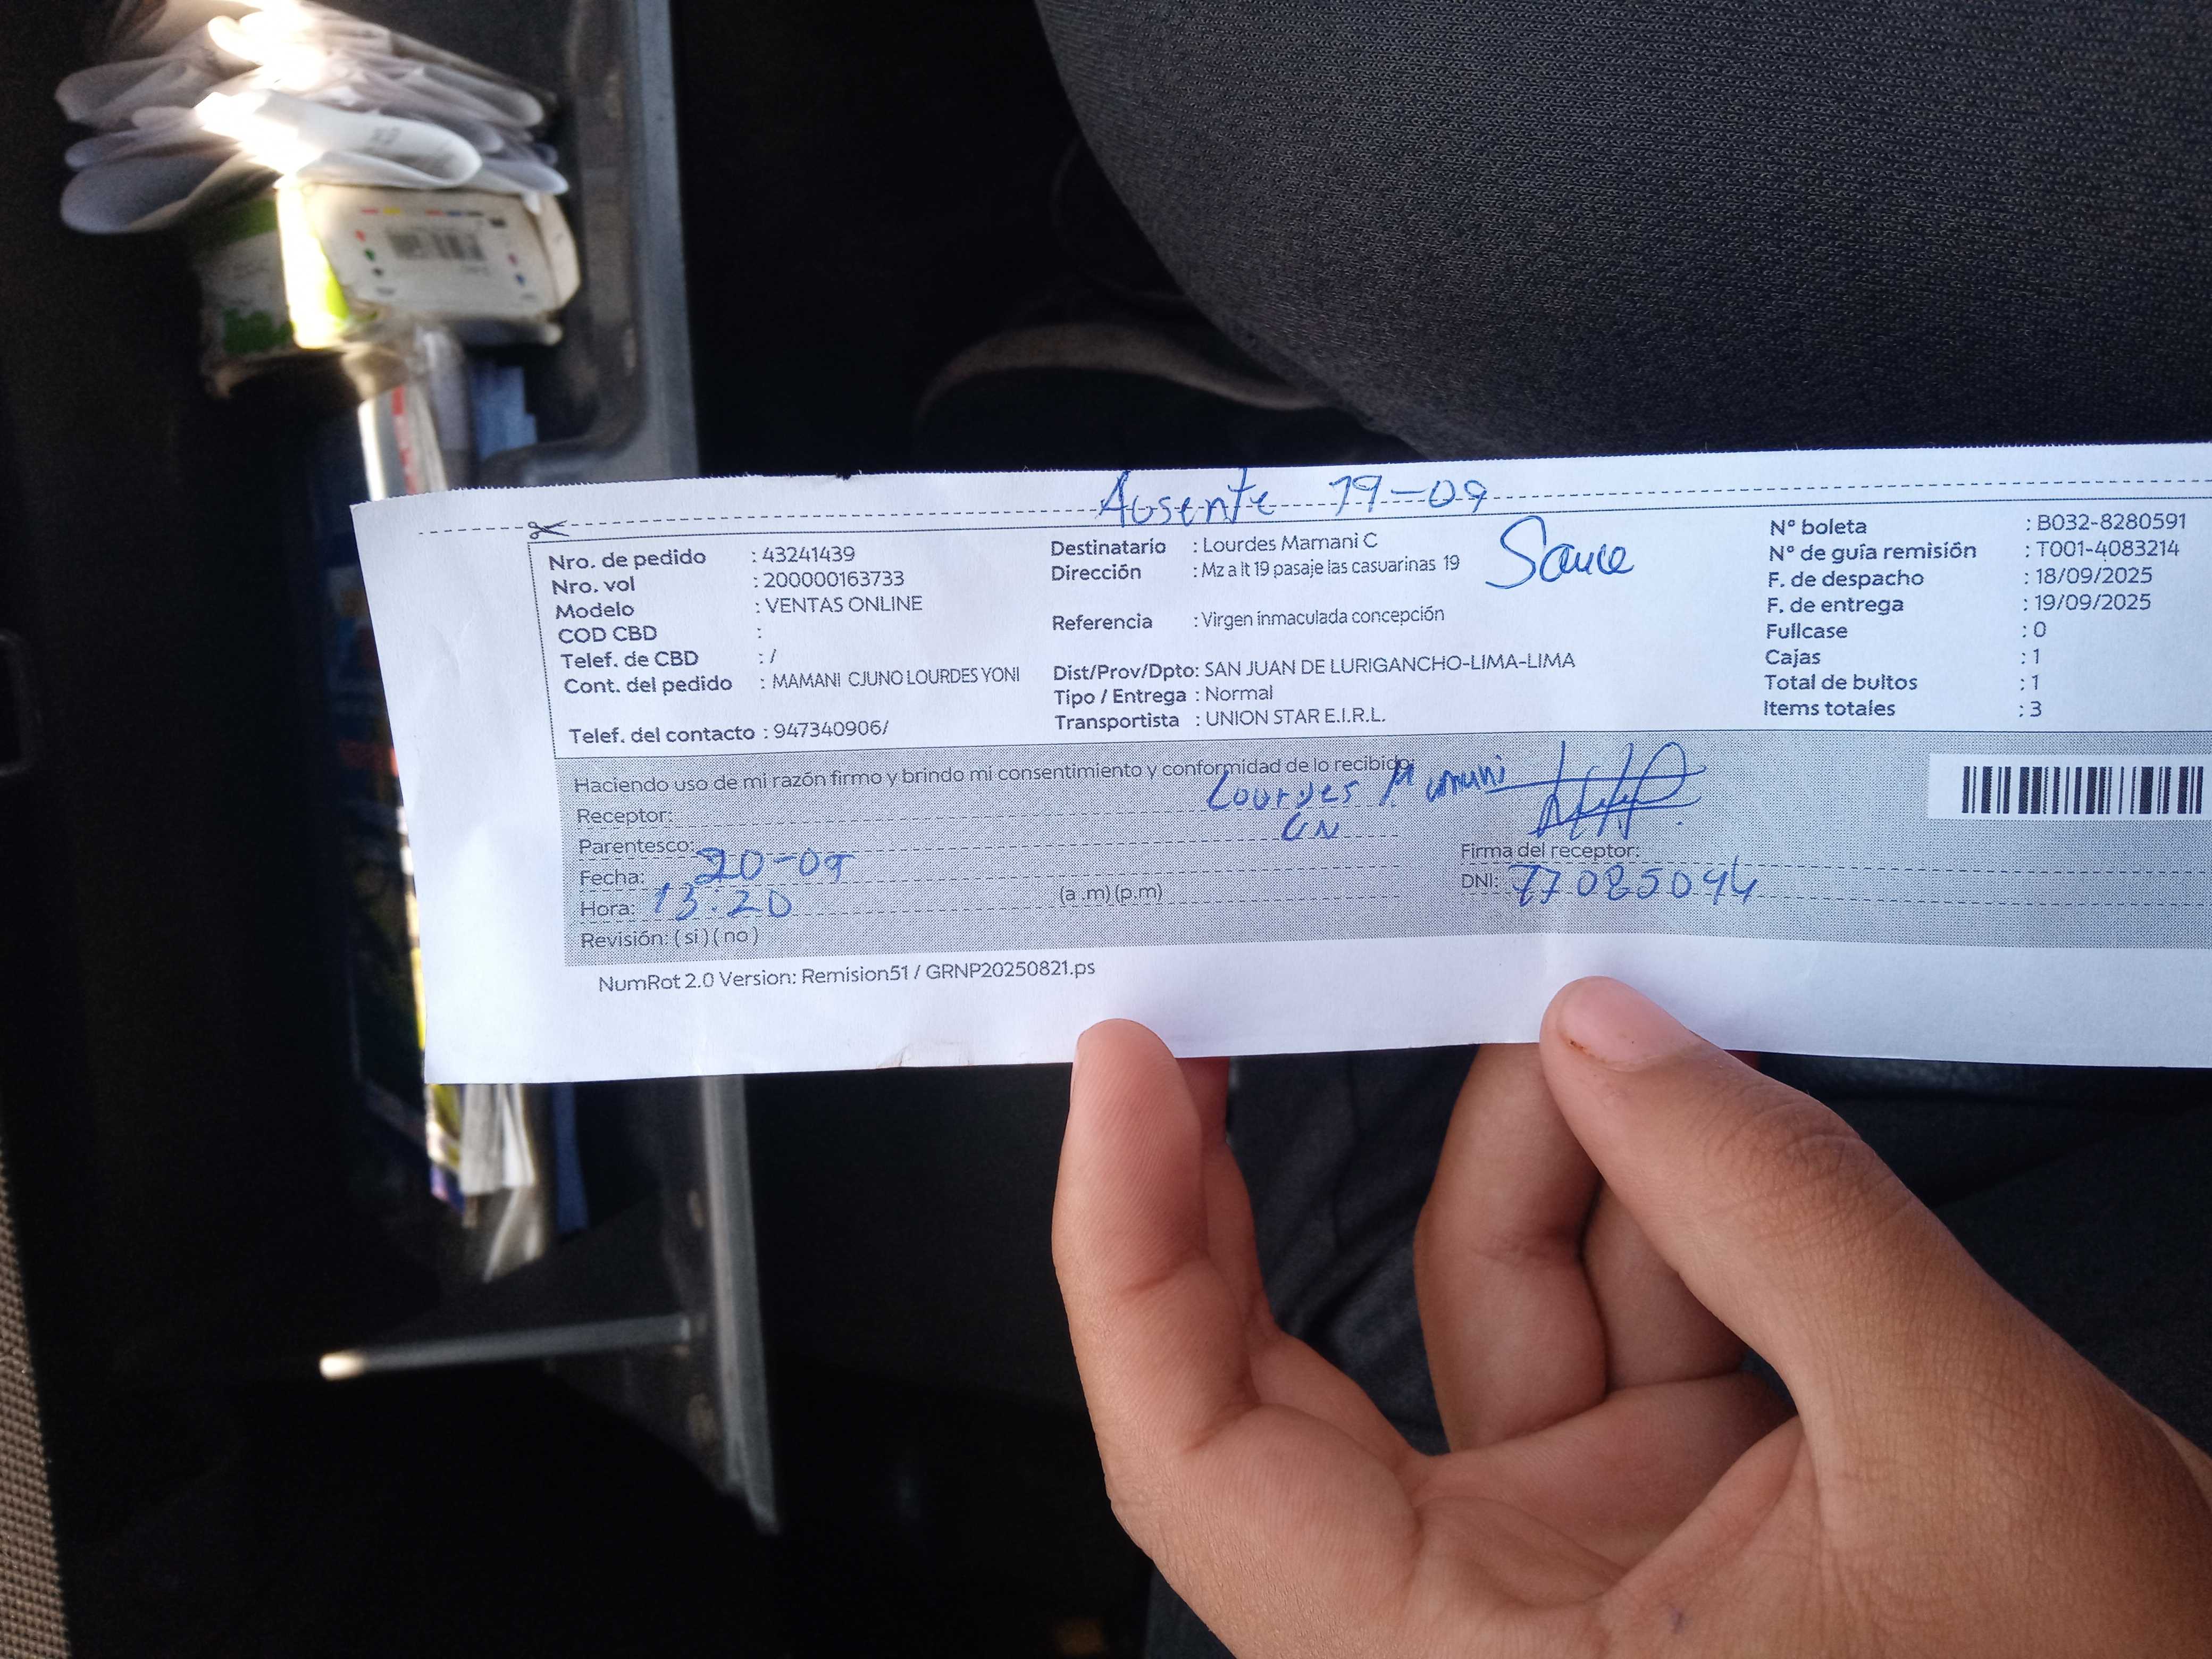 Ausente 19-09
Nro. de pedido : 43241439
Nro. vol : 200000163733
Modelo : VENTAS ONLINE
COD CBD :
Telef. de CBD : /
Cont. del pedido : MAMANI CJUNO LOURDES YONI
Telef. del contacto : 947340906/
Destinatario : Lourdes Mamani C
Dirección : Mz a lt 19 pasaje las casuarinas 19
Sauce
Referencia : Virgen inmaculada concepción
Dist/Prov/Dpto: SAN JUAN DE LURIGANCHO-LIMA-LIMA
Tipo / Entrega : Normal
Transportista : UNION STAR E.I.R.L.
N° boleta : B032-8280591
N° de guía remisión : T001-4083214
F. de despacho : 18/09/2025
F. de entrega : 19/09/2025
Fullcase : 0
Cajas : 1
Total de bultos : 1
Items totales : 3
Haciendo uso de mi razón firmo y brindo mi consentimiento y conformidad de lo recibido.
Receptor: Lourdes Mamani
Parentesco:
Fecha: 20-09
Hora: 13:20 (a .m) (p.m)
Revisión: ( si ) ( no )
Firma del receptor:
DNI: 77085094
NumRot 2.0 Version: Remision51 / GRNP20250821.ps